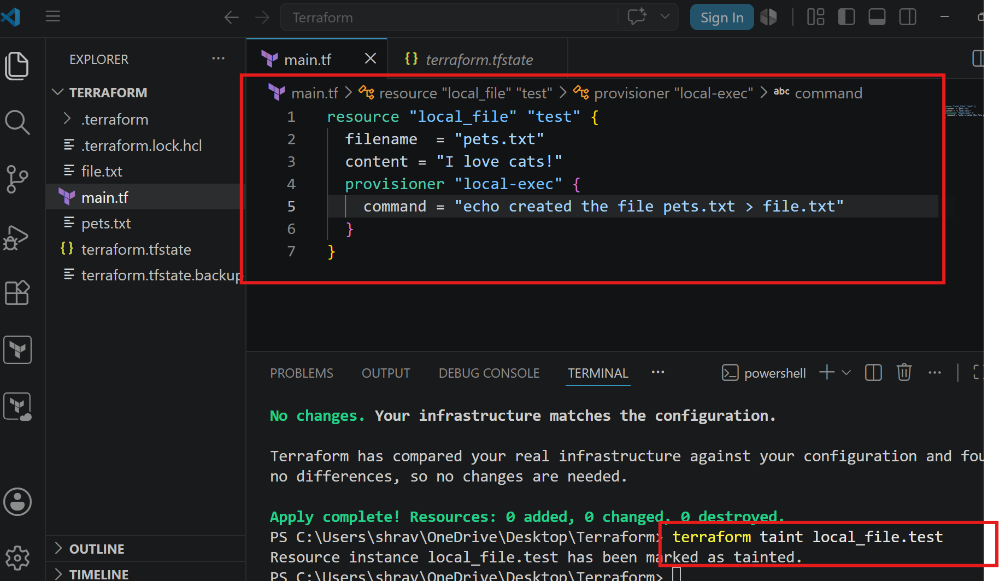 Terraform
Sign In
EXPLORER
main.tf
{} terraform.tfstate
TERRAFORM
.terraform
.terraform.lock.hcl
file.txt
main.tf
pets.txt
{} terraform.tfstate
terraform.tfstate.backup
main.tf > resource "local_file" "test" > provisioner "local-exec" > abc command
1 resource "local_file" "test" {
2 filename = "pets.txt"
3 content = "I love cats!"
4 provisioner "local-exec" {
5 command = "echo created the file pets.txt > file.txt"
6 }
7 }
PROBLEMS OUTPUT DEBUG CONSOLE TERMINAL ··· powershell
No changes. Your infrastructure matches the configuration.
Terraform has compared your real infrastructure against your configuration and fou
no differences, so no changes are needed.
Apply complete! Resources: 0 added, 0 changed, 0 destroyed.
PS C:\Users\shrav\OneDrive\Desktop\Terraform> terraform taint local_file.test
Resource instance local_file.test has been marked as tainted.
PS C:\Users\shrav\OneDrive\Desktop\Terraform>
OUTLINE
TIMELINE